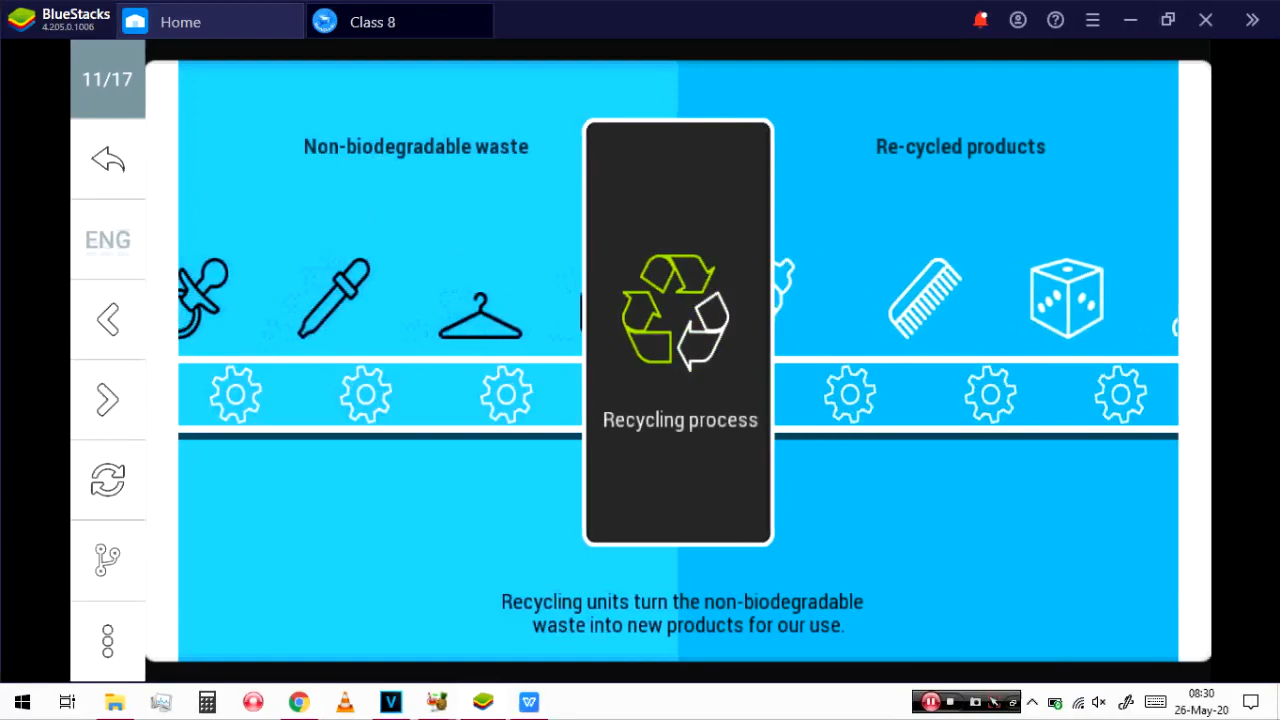 BlueStacks
4.205.0.1006
Home
Class 8
11/17
ENG
Non-biodegradable waste
Re-cycled products
Recycling process
Recycling units turn the non-biodegradable
waste into new products for our use.
08:30
26-May-20